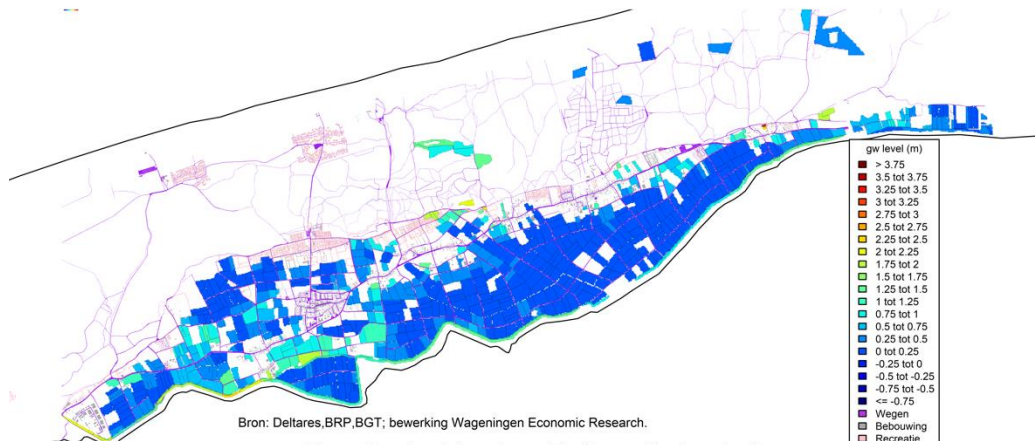 gw level (m)
> 3.75
3.5 tot 3.75
3.25 tot 3.5
3 tot 3.25
2.75 tot 3
2.5 tot 2.75
2.25 tot 2.5
2 tot 2.25
1.75 tot 2
1.5 tot 1.75
1.25 tot 1.5
1 tot 1.25
0.75 tot 1
0.5 tot 0.75
0.25 tot 0.5
0 tot 0.25
-0.25 tot 0
-0.5 tot -0.25
-0.75 tot -0.5
<= -0.75
Wegen
Bebouwing
Recreatie
Bron: Deltares,BRP,BGT; bewerking Wageningen Economic Research.